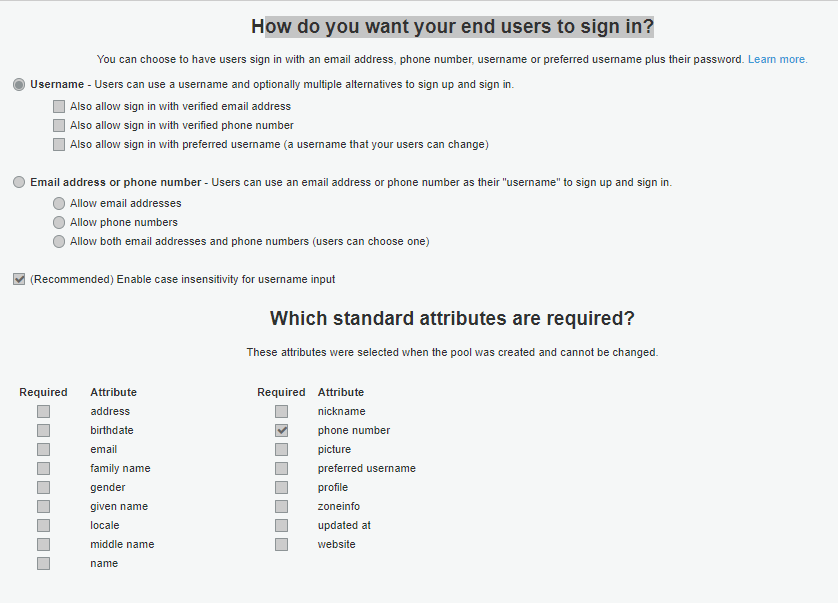 How do you want your end users to sign in?
You can choose to have users sign in with an email address, phone number, username or preferred username plus their password. Learn more.
Username - Users can use a username and optionally multiple alternatives to sign up and sign in.
Also allow sign in with verified email address
Also allow sign in with verified phone number
Also allow sign in with preferred username (a username that your users can change)
Email address or phone number - Users can use an email address or phone number as their "username" to sign up and sign in.
Allow email addresses
Allow phone numbers
Allow both email addresses and phone numbers (users can choose one)
(Recommended) Enable case insensitivity for username input
Which standard attributes are required?
These attributes were selected when the pool was created and cannot be changed.
Required Attribute Required Attribute
address nickname
birthdate phone number
email picture
family name preferred username
gender profile
given name zoneinfo
locale updated at
middle name website
name